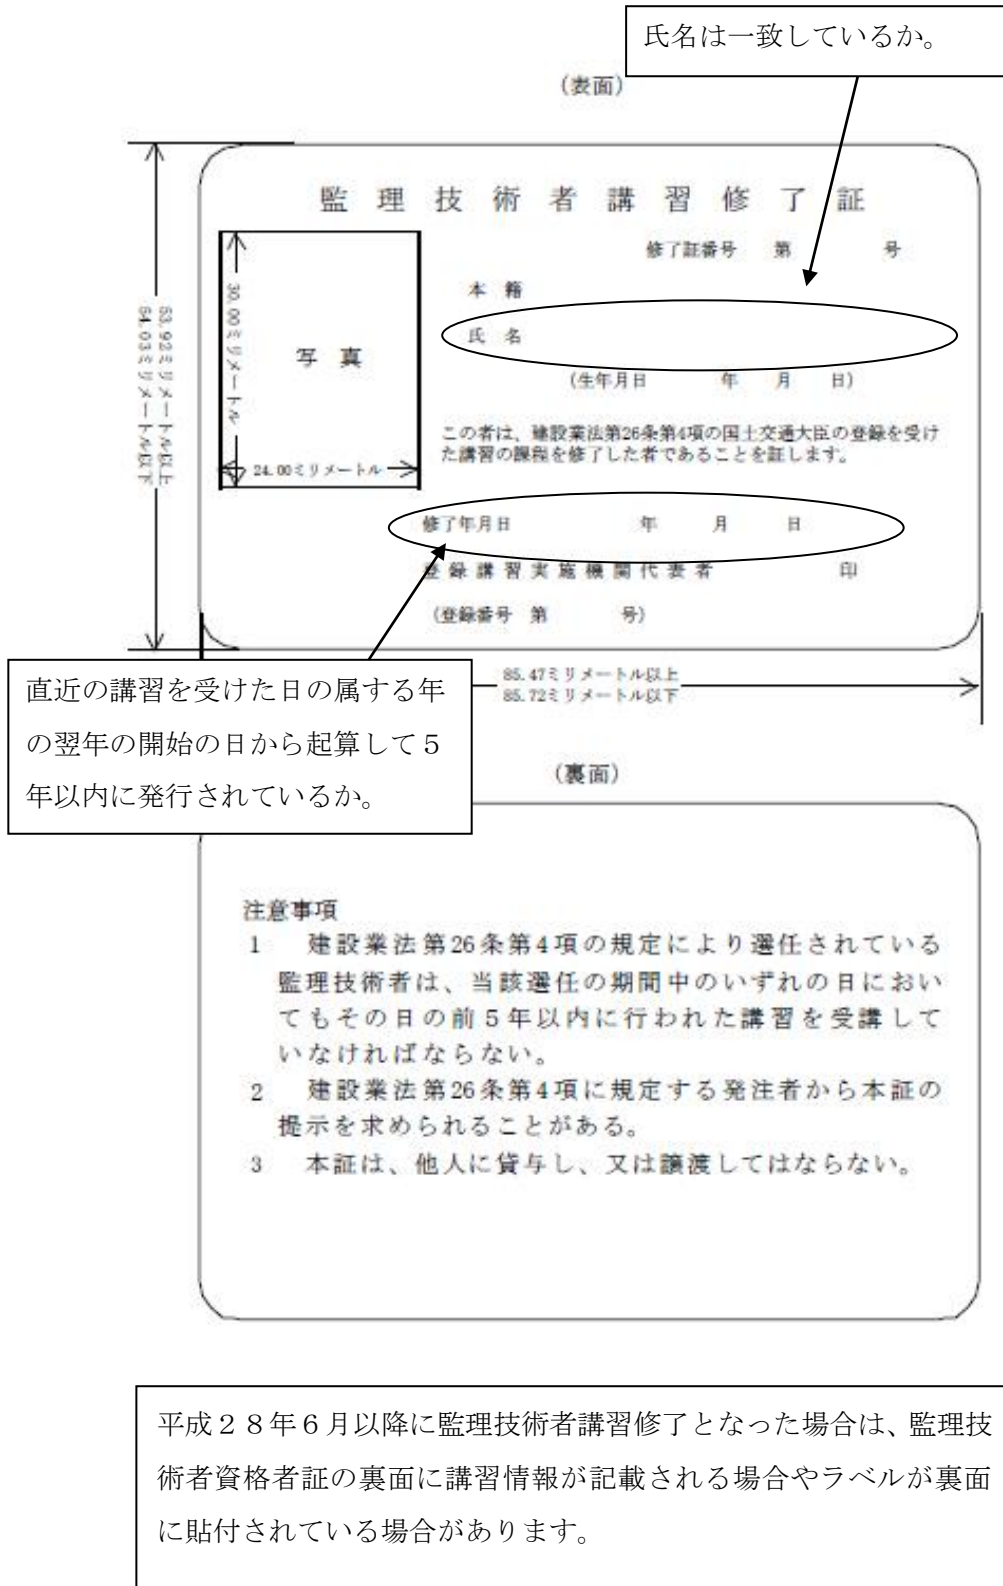 氏名は一致しているか。
(表面)
監理技術者講習修了証
修了証番号 第 号
本籍
氏名
(生年月日 年 月 日)
写真
30.00ミリメートル
24.00ミリメートル
53.92ミリメートル以上
54.03ミリメートル以下
この者は、建設業法第26条第4項の国土交通大臣の登録を受け
た講習の課程を修了した者であることを証します。
修了年月日 年 月 日
登録講習実施機関代表者 印
(登録番号 第 号)
85.47ミリメートル以上
85.72ミリメートル以下
直近の講習を受けた日の属する年
の翌年の開始の日から起算して５
年以内に発行されているか。
(裏面)
注意事項
1 建設業法第26条第4項の規定により選任されている
監理技術者は、当該選任の期間中のいずれの日におい
てもその日の前５年以内に行われた講習を受講して
いなければならない。
2 建設業法第26条第4項に規定する発注者から本証の
提示を求められることがある。
3 本証は、他人に貸与し、又は譲渡してはならない。
平成２８年６月以降に監理技術者講習修了となった場合は、監理技
術者資格者証の裏面に講習情報が記載される場合やラベルが裏面
に貼付されている場合があります。